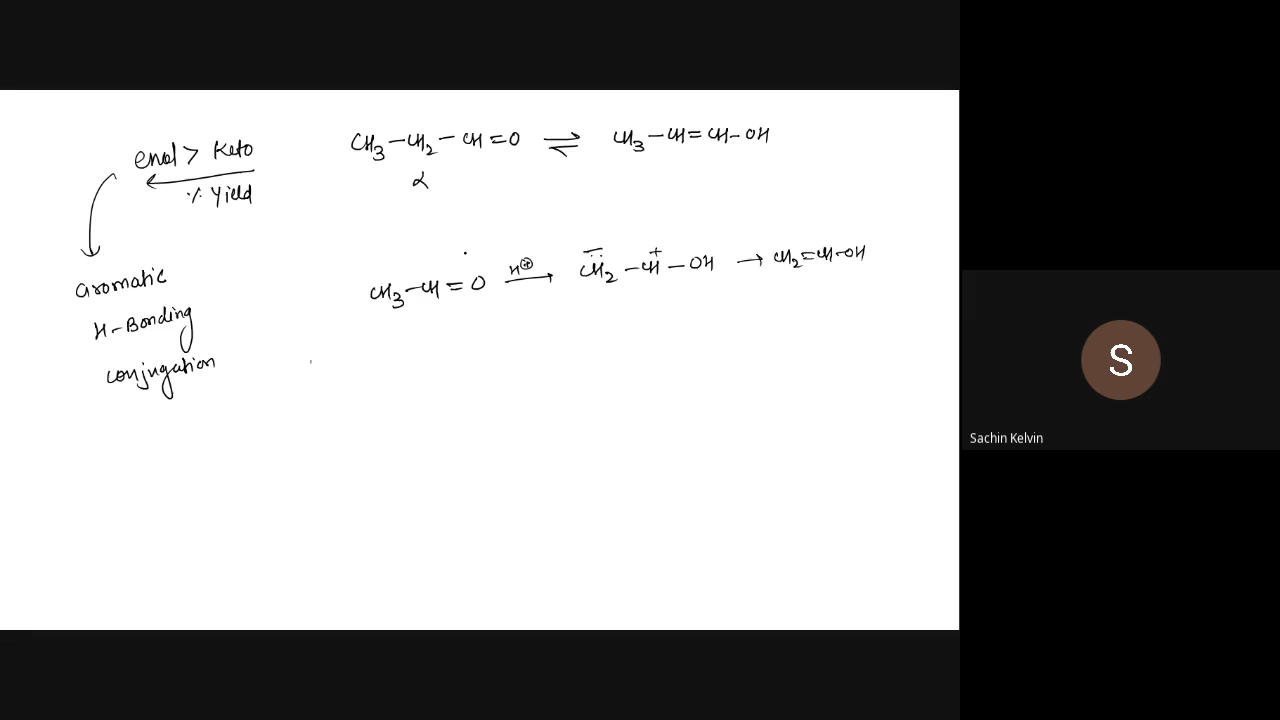 enol > Keto
% Yield
aromatic
H-Bonding
conjugation
CH3-CH2-CH=O ⇌ CH3-CH=CH-OH
α
CH3-CH=O H⊕→ C̈H2-CH-OH → CH2=CH-OH
− +
S
Sachin Kelvin